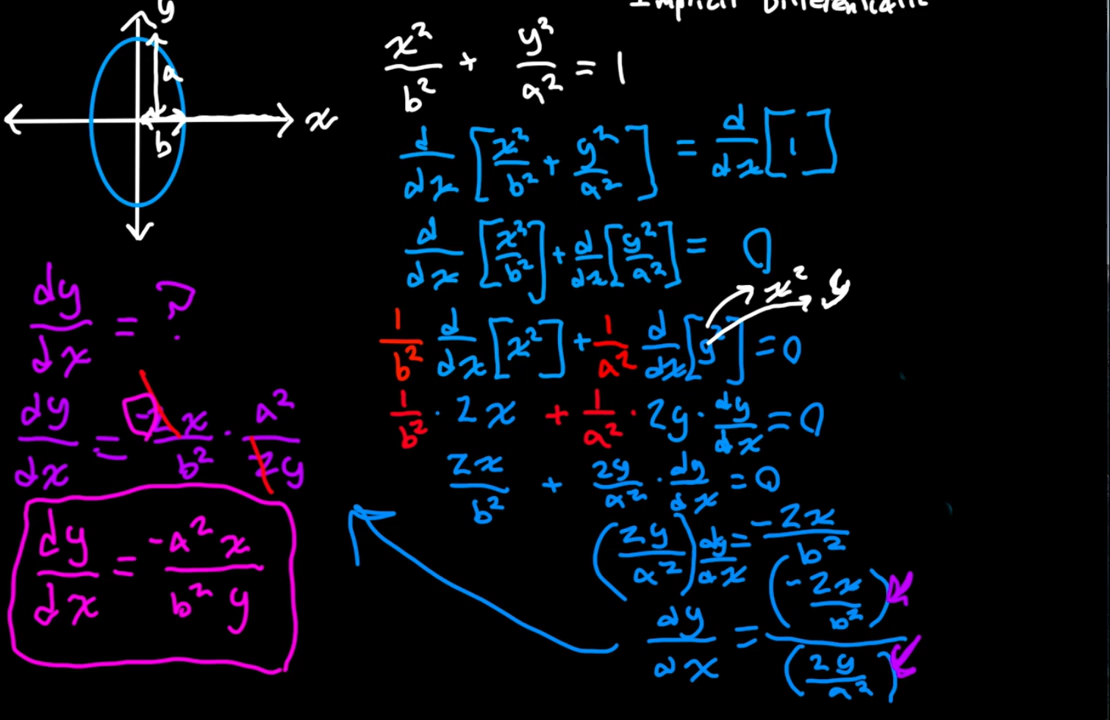 Implicit Differentiatio
y
a
x
b
x²/b² + y²/a² = 1
d/dx [x²/b² + y²/a²] = d/dx [1]
d/dx [x²/b²] + d/dx [y²/a²] = 0
x² y
1/b² d/dx [x²] + 1/a² d/dx [y²] = 0
1/b² · 2x + 1/a² · 2y · dy/dx = 0
2x/b² + 2y/a² · dy/dx = 0
(2y/a²) dy/dx = -2x/b²
dy/dx = (-2x/b²)/(2y/a²)
dy/dx = ?
dy/dx = -2x/b² · a²/2y
dy/dx = -a²x/b²y